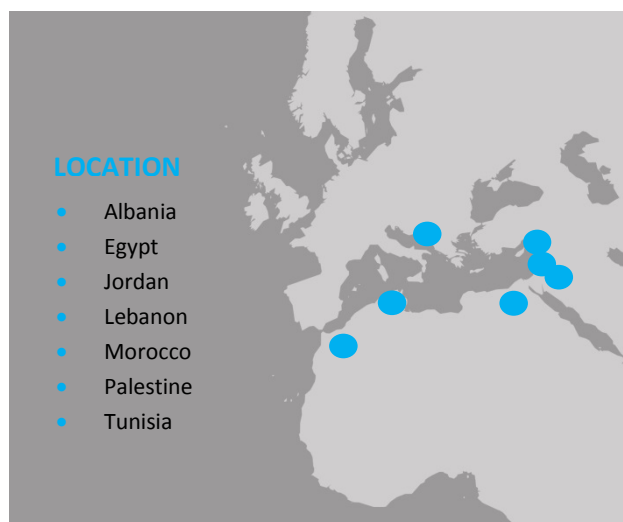 LOCATION
Albania
Egypt
Jordan
Lebanon
Morocco
Palestine
Tunisia